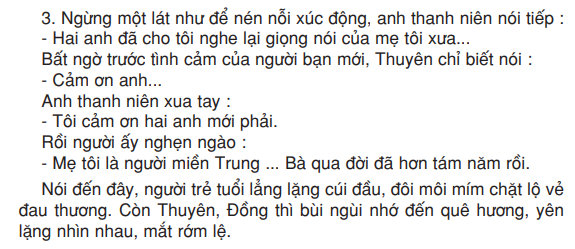 3. Ngừng một lát như để nén nỗi xúc động, anh thanh niên nói tiếp :
- Hai anh đã cho tôi nghe lại giọng nói của mẹ tôi xưa...
Bất ngờ trước tình cảm của người bạn mới, Thuyên chỉ biết nói :
- Cảm ơn anh...
Anh thanh niên xua tay :
- Tôi cảm ơn hai anh mới phải.
Rồi người ấy nghẹn ngào :
- Mẹ tôi là người miền Trung ... Bà qua đời đã hơn tám năm rồi.
Nói đến đây, người trẻ tuổi lẳng lặng cúi đầu, đôi môi mím chặt lộ vẻ
đau thương. Còn Thuyên, Đồng thì bùi ngùi nhớ đến quê hương, yên
lặng nhìn nhau, mắt rớm lệ.